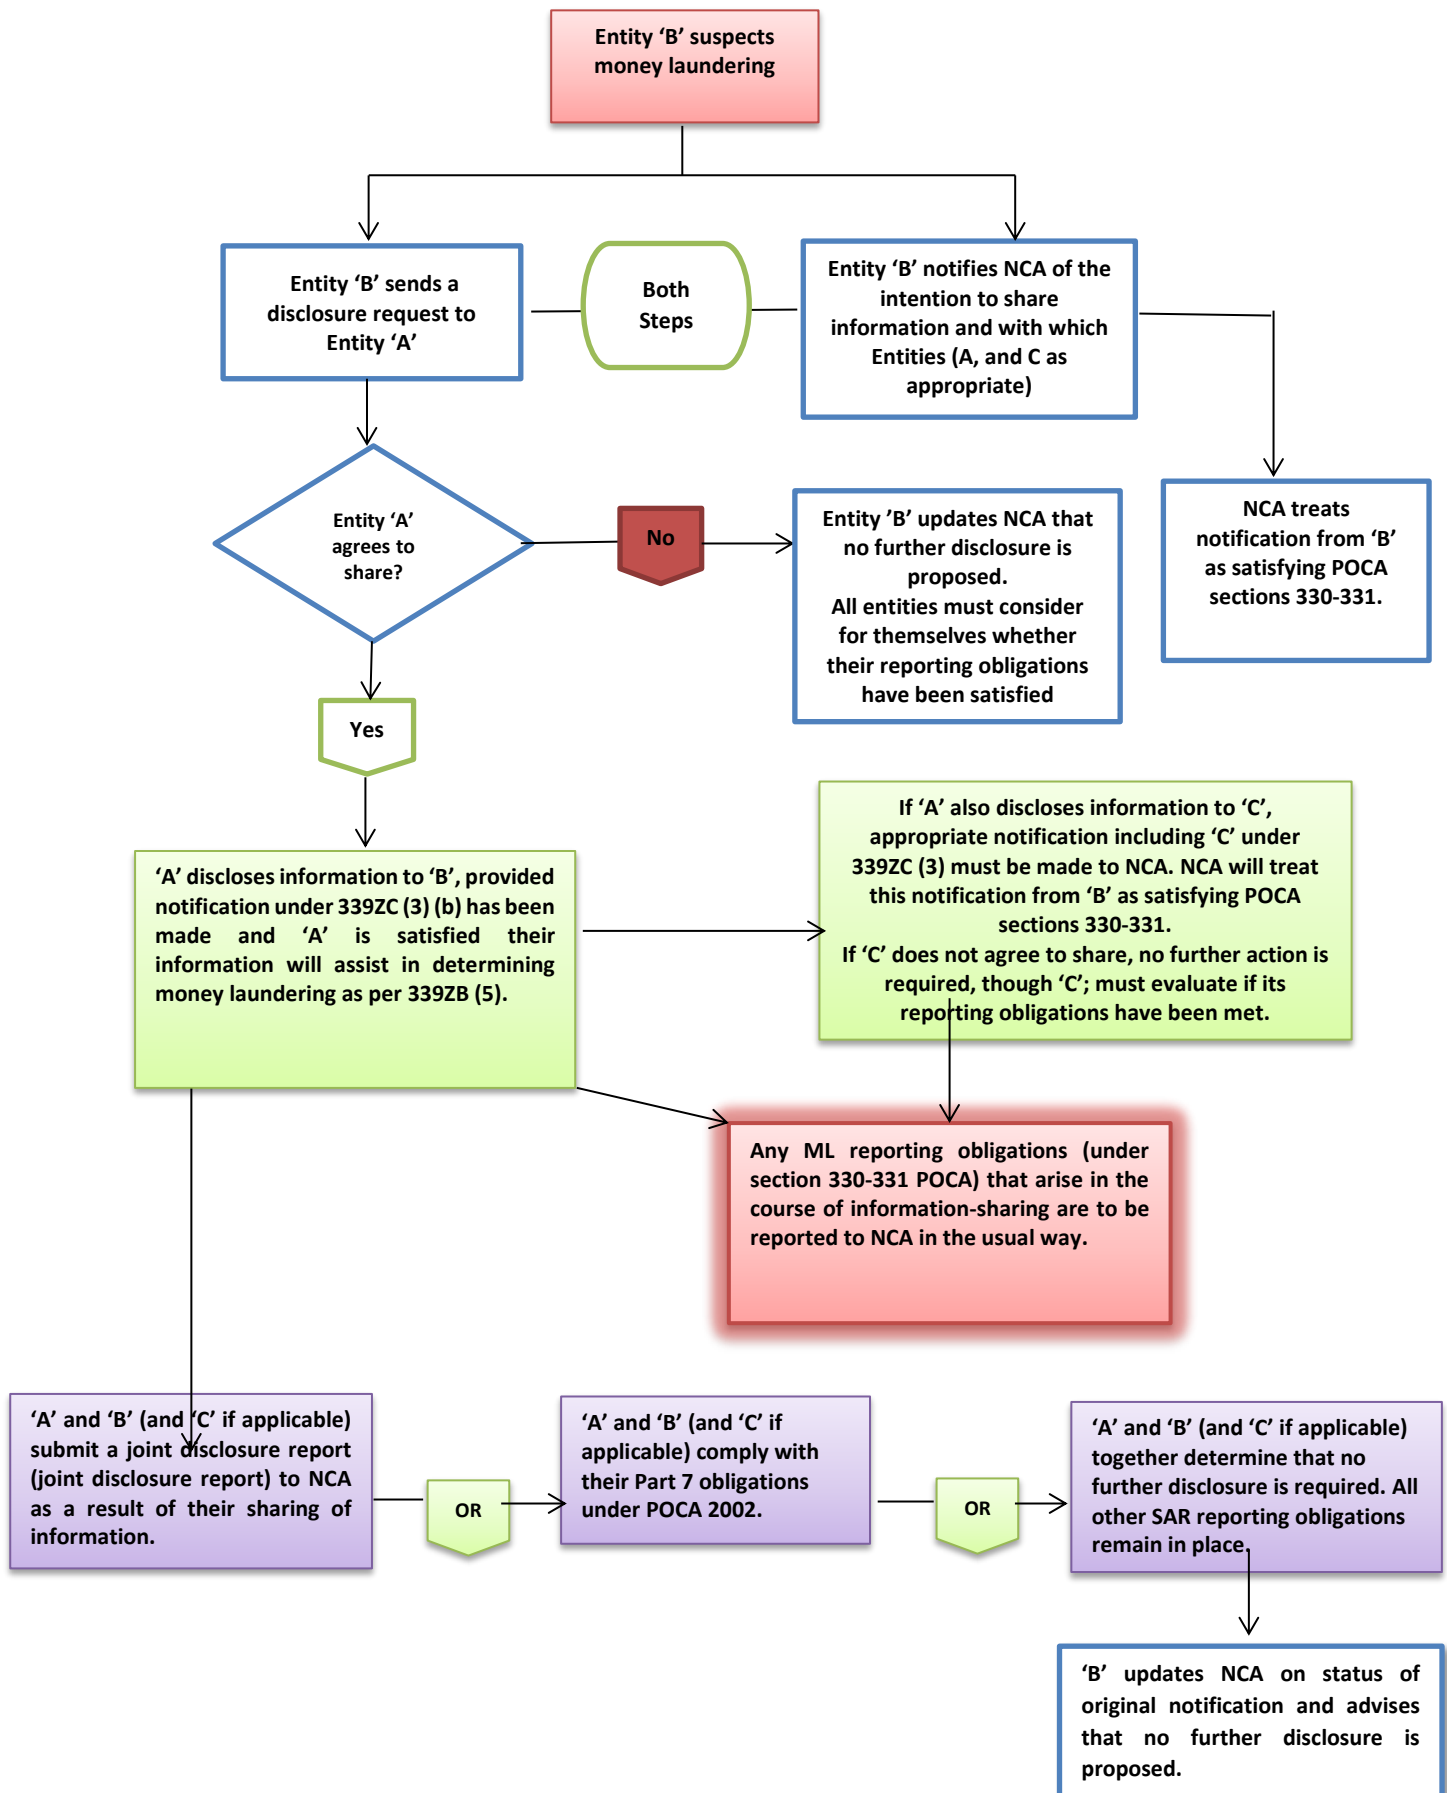 Entity ‘B’ suspects
money laundering
Entity ‘B’ sends a
disclosure request to
Entity ‘A’
Both
Steps
Entity ‘B’ notifies NCA of the
intention to share
information and with which
Entities (A, and C as
appropriate)
Entity ‘A’
agrees to
share?
No
Entity ’B’ updates NCA that
no further disclosure is
proposed.
All entities must consider
for themselves whether
their reporting obligations
have been satisfied
NCA treats
notification from ‘B’
as satisfying POCA
sections 330-331.
Yes
‘A’ discloses information to ‘B’, provided
notification under 339ZC (3) (b) has been
made and ‘A’ is satisfied their
information will assist in determining
money laundering as per 339ZB (5).
If ‘A’ also discloses information to ‘C’,
appropriate notification including ‘C’ under
339ZC (3) must be made to NCA. NCA will treat
this notification from ‘B’ as satisfying POCA
sections 330-331.
If ‘C’ does not agree to share, no further action is
required, though ‘C’; must evaluate if its
reporting obligations have been met.
Any ML reporting obligations (under
section 330-331 POCA) that arise in the
course of information-sharing are to be
reported to NCA in the usual way.
‘A’ and ‘B’ (and ‘C’ if applicable)
submit a joint disclosure report
(joint disclosure report) to NCA
as a result of their sharing of
information.
OR
‘A’ and ‘B’ (and ‘C’ if
applicable) comply with
their Part 7 obligations
under POCA 2002.
OR
‘A’ and ‘B’ (and ‘C’ if applicable)
together determine that no
further disclosure is required. All
other SAR reporting obligations
remain in place.
‘B’ updates NCA on status of
original notification and advises
that no further disclosure is
proposed.